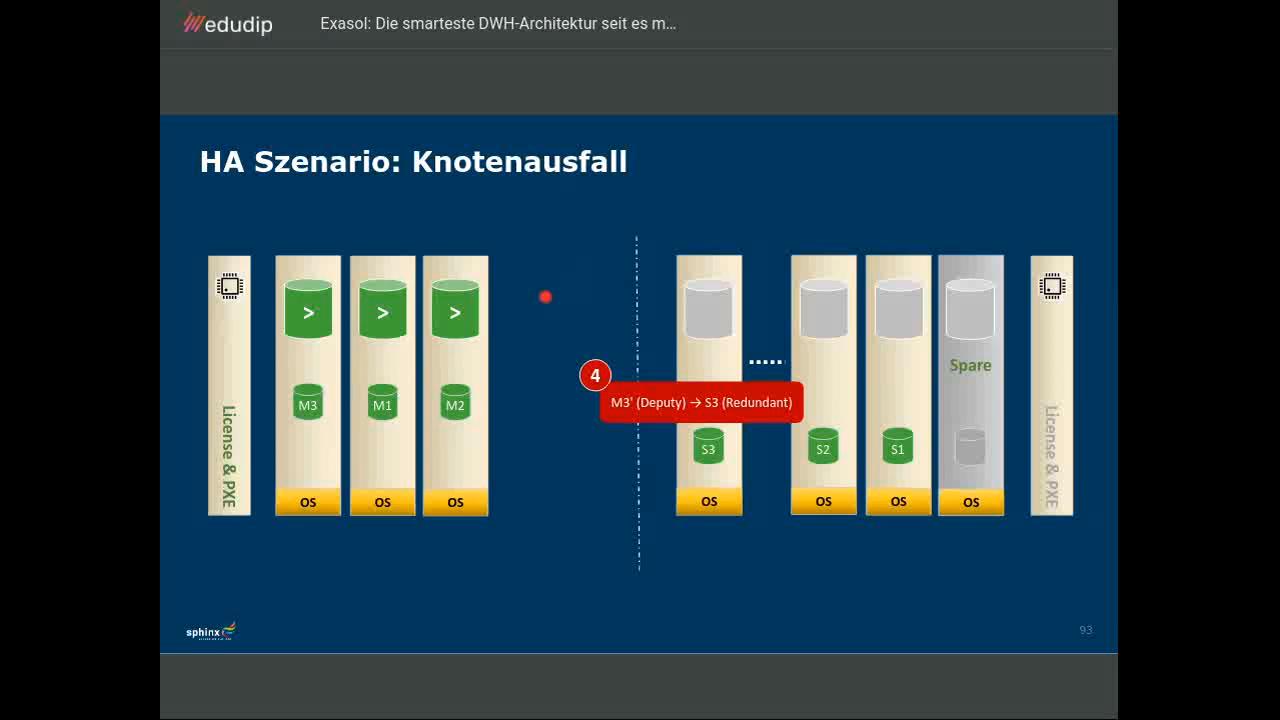 edudip
Exasol: Die smarteste DWH-Architektur seit es m...
HA Szenario: Knotenausfall
License & PXE
>
>
>
M3
M1
M2
OS
OS
OS
4
M3' (Deputy) → S3 (Redundant)
Spare
S3
S2
S1
OS
OS
OS
OS
License & PXE
sphinx
93